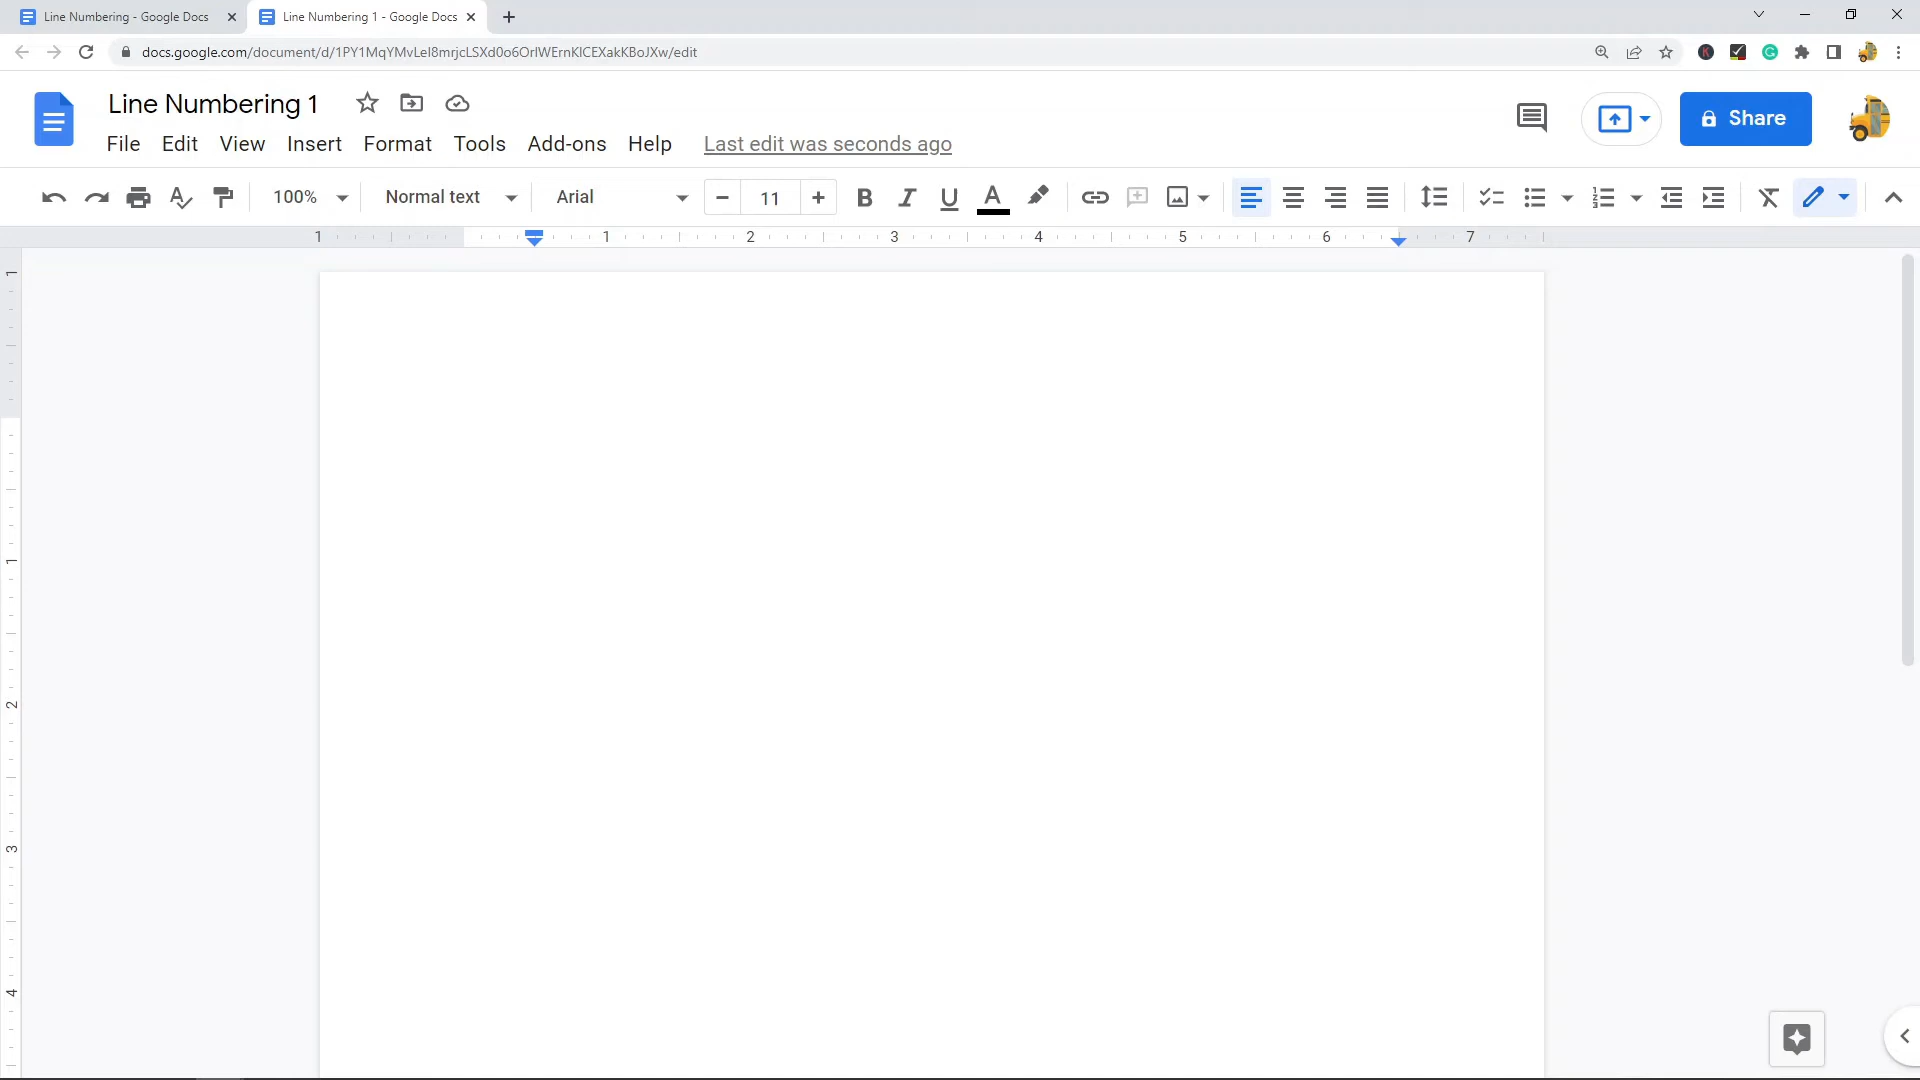 Line Numbering - Google Docs
Line Numbering 1 - Google Docs
docs.google.com/document/d/1PY1MqYMvLeI8mrjcLSXd0o6OrIWErnKlCEXakKBoJXw/edit
Line Numbering 1
Share
File Edit View Insert Format Tools Add-ons Help Last edit was seconds ago
100% Normal text Arial 11
1 1 2 3 4 5 6 7
1
1
2
3
4